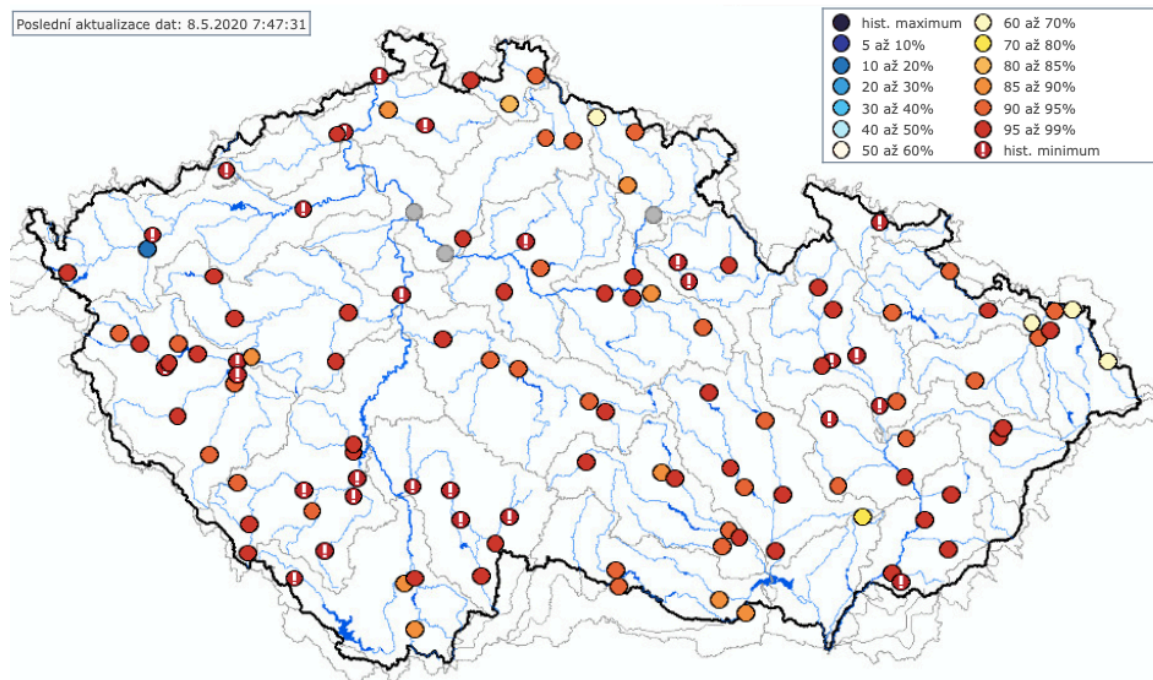 Poslední aktualizace dat: 8.5.2020 7:47:31
hist. maximum
5 až 10%
10 až 20%
20 až 30%
30 až 40%
40 až 50%
50 až 60%
60 až 70%
70 až 80%
80 až 85%
85 až 90%
90 až 95%
95 až 99%
hist. minimum